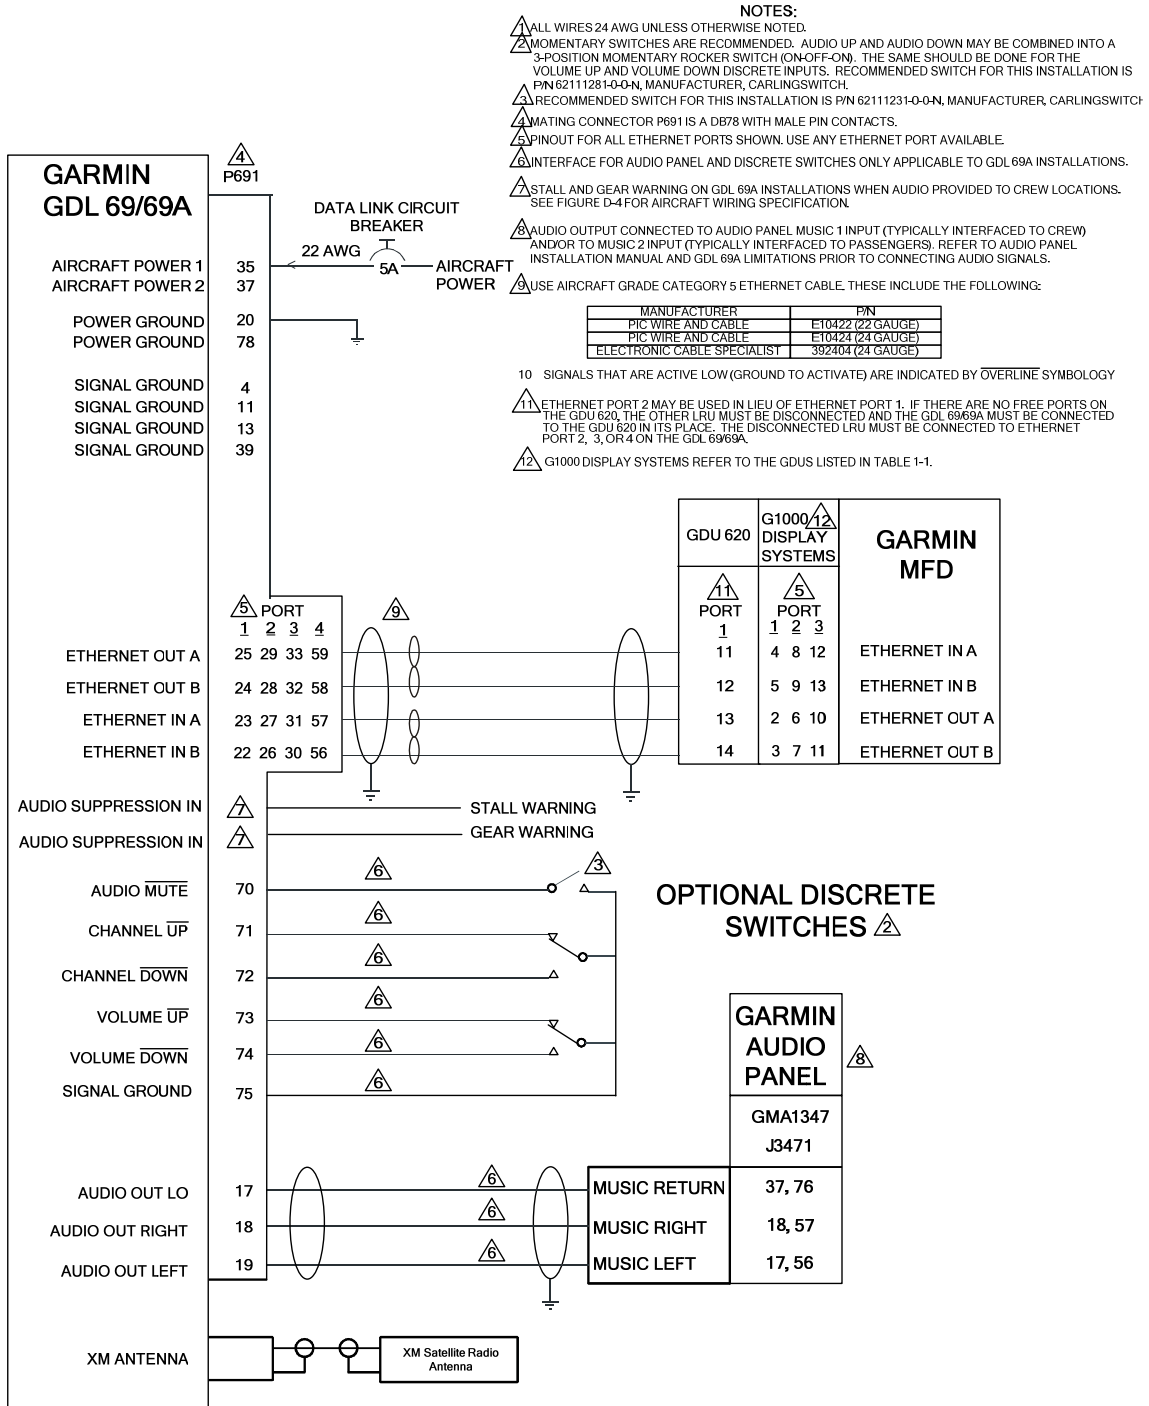 NOTES:
1 ALL WIRES 24 AWG UNLESS OTHERWISE NOTED.
2 MOMENTARY SWITCHES ARE RECOMMENDED. AUDIO UP AND AUDIO DOWN MAY BE COMBINED INTO A
3-POSITION MOMENTARY ROCKER SWITCH (ON-OFF-ON). THE SAME SHOULD BE DONE FOR THE
VOLUME UP AND VOLUME DOWN DISCRETE INPUTS. RECOMMENDED SWITCH FOR THIS INSTALLATION IS
P/N 62111281-0-0-N, MANUFACTURER, CARLINGSWITCH.
3 RECOMMENDED SWITCH FOR THIS INSTALLATION IS P/N 62111231-0-0-N, MANUFACTURER, CARLINGSWITCH
4 MATING CONNECTOR P691 IS A DB78 WITH MALE PIN CONTACTS.
5 PINOUT FOR ALL ETHERNET PORTS SHOWN. USE ANY ETHERNET PORT AVAILABLE.
6 INTERFACE FOR AUDIO PANEL AND DISCRETE SWITCHES ONLY APPLICABLE TO GDL 69A INSTALLATIONS.
7 STALL AND GEAR WARNING ON GDL 69A INSTALLATIONS WHEN AUDIO PROVIDED TO CREW LOCATIONS.
SEE FIGURE D-4 FOR AIRCRAFT WIRING SPECIFICATION.
8 AUDIO OUTPUT CONNECTED TO AUDIO PANEL MUSIC 1 INPUT (TYPICALLY INTERFACED TO CREW)
AND/OR TO MUSIC 2 INPUT (TYPICALLY INTERFACED TO PASSENGERS). REFER TO AUDIO PANEL
INSTALLATION MANUAL AND GDL 69A LIMITATIONS PRIOR TO CONNECTING AUDIO SIGNALS.
9 USE AIRCRAFT GRADE CATEGORY 5 ETHERNET CABLE. THESE INCLUDE THE FOLLOWING:
MANUFACTURER P/N
PIC WIRE AND CABLE E10422 (22 GAUGE)
PIC WIRE AND CABLE E10424 (24 GAUGE)
ELECTRONIC CABLE SPECIALIST 392404 (24 GAUGE)
10 SIGNALS THAT ARE ACTIVE LOW (GROUND TO ACTIVATE) ARE INDICATED BY OVERLINE SYMBOLOGY
11 ETHERNET PORT 2 MAY BE USED IN LIEU OF ETHERNET PORT 1. IF THERE ARE NO FREE PORTS ON
THE GDU 620, THE OTHER LRU MUST BE DISCONNECTED AND THE GDL 69/69A MUST BE CONNECTED
TO THE GDU 620 IN ITS PLACE. THE DISCONNECTED LRU MUST BE CONNECTED TO ETHERNET
PORT 2, 3, OR 4 ON THE GDL 69/69A.
12 G1000 DISPLAY SYSTEMS REFER TO THE GDUS LISTED IN TABLE 1-1.
GARMIN
GDL 69/69A
4
P691
DATA LINK CIRCUIT
BREAKER
22 AWG
5A
AIRCRAFT
POWER
AIRCRAFT POWER 1 35
AIRCRAFT POWER 2 37
POWER GROUND 20
POWER GROUND 78
SIGNAL GROUND 4
SIGNAL GROUND 11
SIGNAL GROUND 13
SIGNAL GROUND 39
GDU 620
G1000 12
DISPLAY
SYSTEMS
GARMIN
MFD
5 PORT
1 2 3 4
9
11
PORT
1
5
PORT
1 2 3
ETHERNET OUT A 25 29 33 59 11 4 8 12 ETHERNET IN A
ETHERNET OUT B 24 28 32 58 12 5 9 13 ETHERNET IN B
ETHERNET IN A 23 27 31 57 13 2 6 10 ETHERNET OUT A
ETHERNET IN B 22 26 30 56 14 3 7 11 ETHERNET OUT B
AUDIO SUPPRESSION IN 7 STALL WARNING
AUDIO SUPPRESSION IN 7 GEAR WARNING
AUDIO MUTE 70 6 3
CHANNEL UP 71 6
CHANNEL DOWN 72 6
VOLUME UP 73 6
VOLUME DOWN 74 6
SIGNAL GROUND 75 6
OPTIONAL DISCRETE
SWITCHES 2
GARMIN
AUDIO
PANEL
8
GMA1347
J3471
AUDIO OUT LO 17 6 MUSIC RETURN 37, 76
AUDIO OUT RIGHT 18 6 MUSIC RIGHT 18, 57
AUDIO OUT LEFT 19 6 MUSIC LEFT 17, 56
XM ANTENNA
XM Satellite Radio
Antenna